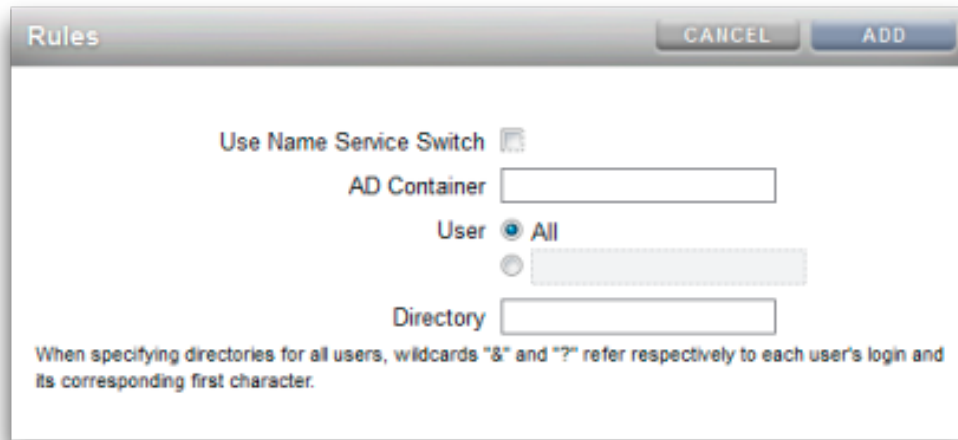 Rules CANCEL ADD
Use Name Service Switch
AD Container
User All
Directory
When specifying directories for all users, wildcards "&" and "?" refer respectively to each user's login and
its corresponding first character.